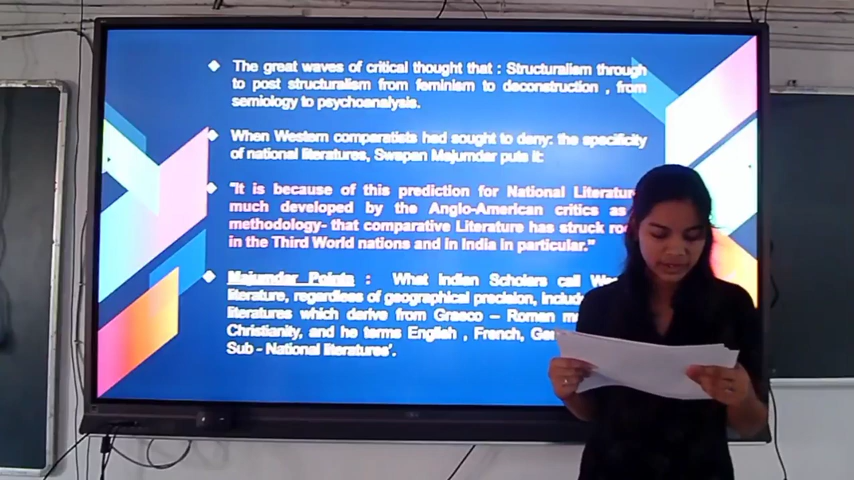 The great waves of critical thought that : Structuralism through
to post structuralism from feminism to deconstruction , from
semiology to psychoanalysis.
When Western comparatists had sought to deny: the specificity
of national literatures, Swapan Majumdar puts it:
"It is because of this prediction for National Literature
much developed by the Anglo-American critics as
methodology- that comparative Literature has struck
in the Third World nations and in India in particular."
Majumdar Points : What Indian Scholars call
literature, regardless of geographical precision,
literatures which derive from Graeco – Roman
Christianity, and he terms English , French,
Sub - National literatures'.